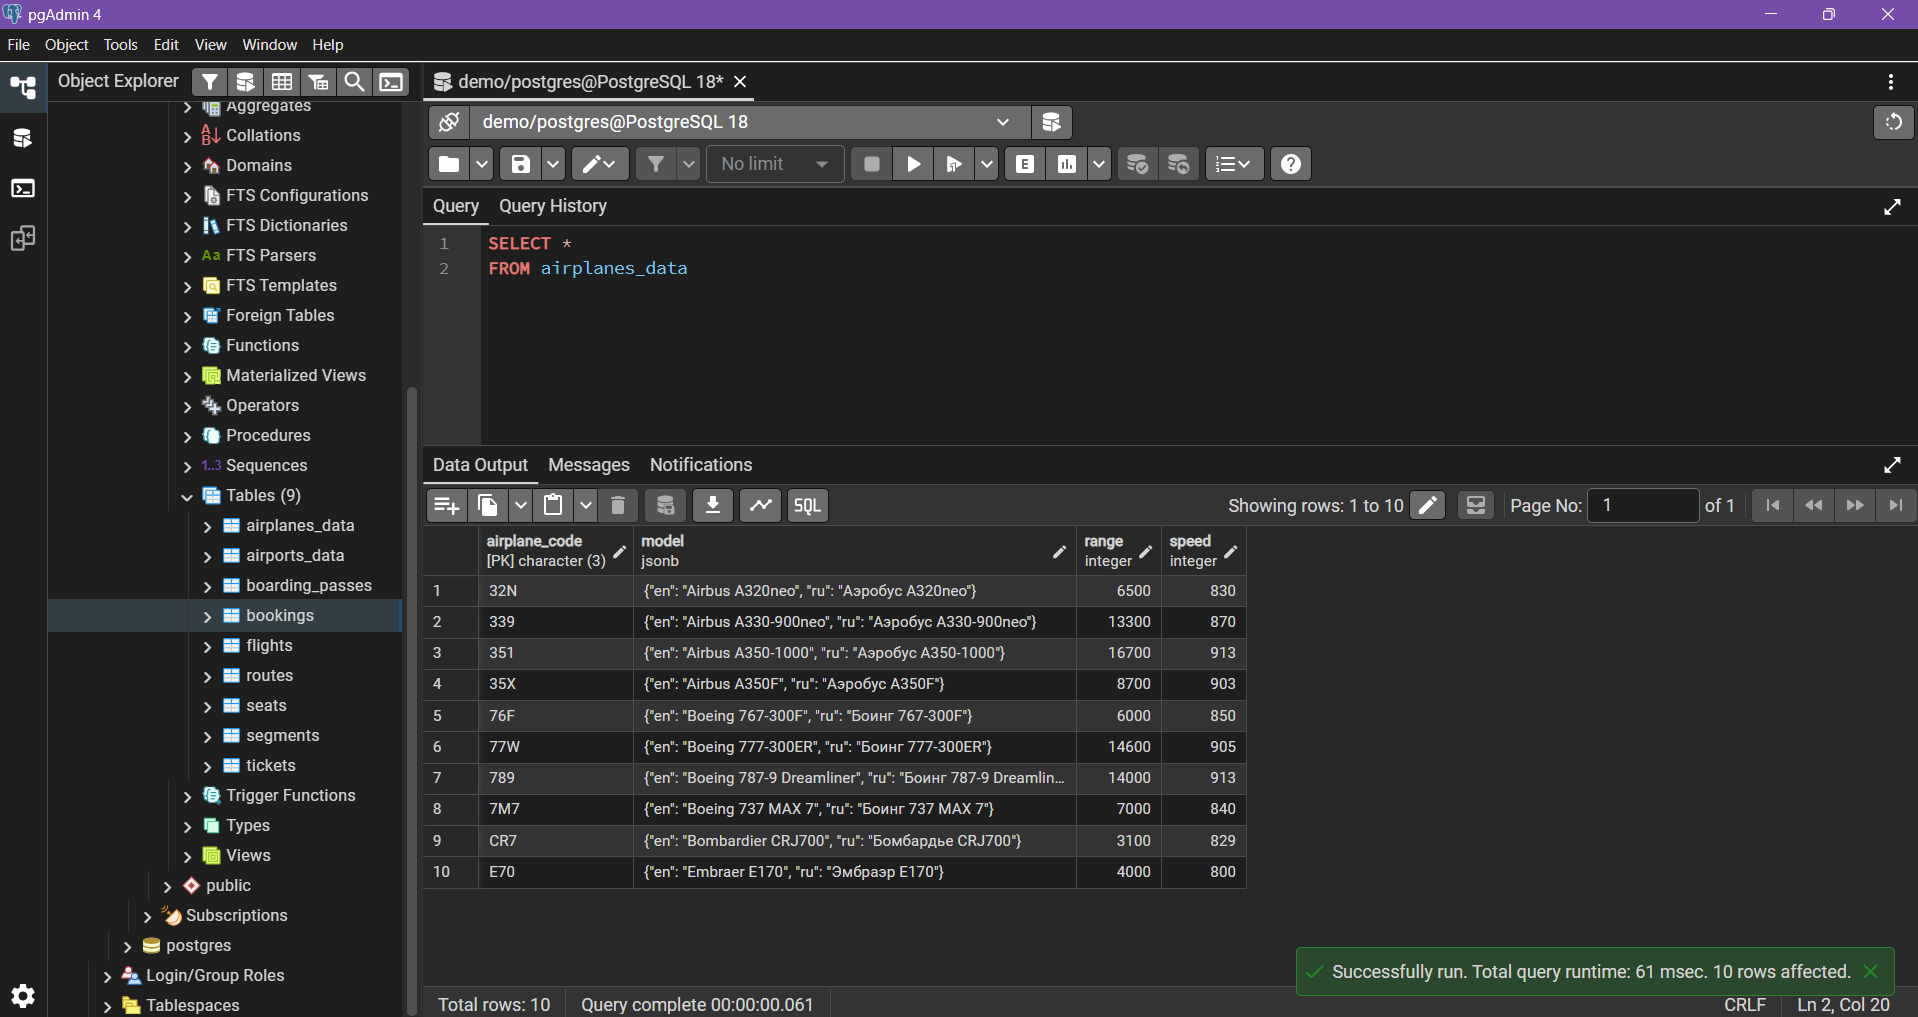 pgAdmin 4
File Object Tools Edit View Window Help
Object Explorer
demo/postgres@PostgreSQL 18*
Aggregates
Collations
Domains
FTS Configurations
FTS Dictionaries
Aa FTS Parsers
FTS Templates
Foreign Tables
Functions
Materialized Views
Operators
Procedures
1..3 Sequences
Tables (9)
airplanes_data
airports_data
boarding_passes
bookings
flights
routes
seats
segments
tickets
Trigger Functions
Types
Views
public
Subscriptions
postgres
Login/Group Roles
Tablespaces
demo/postgres@PostgreSQL 18
No limit
E
Query Query History
1 SELECT *
2 FROM airplanes_data
Data Output Messages Notifications
SQL
Showing rows: 1 to 10 Page No: 1 of 1
airplane_code model range speed
[PK] character (3) jsonb integer integer
1 32N {"en": "Airbus A320neo", "ru": "Аэробус A320neo"} 6500 830
2 339 {"en": "Airbus A330-900neo", "ru": "Аэробус A330-900neo"} 13300 870
3 351 {"en": "Airbus A350-1000", "ru": "Аэробус A350-1000"} 16700 913
4 35X {"en": "Airbus A350F", "ru": "Аэробус A350F"} 8700 903
5 76F {"en": "Boeing 767-300F", "ru": "Боинг 767-300F"} 6000 850
6 77W {"en": "Boeing 777-300ER", "ru": "Боинг 777-300ER"} 14600 905
7 789 {"en": "Boeing 787-9 Dreamliner", "ru": "Боинг 787-9 Dreamlin... 14000 913
8 7M7 {"en": "Boeing 737 MAX 7", "ru": "Боинг 737 MAX 7"} 7000 840
9 CR7 {"en": "Bombardier CRJ700", "ru": "Бомбардье CRJ700"} 3100 829
10 E70 {"en": "Embraer E170", "ru": "Эмбраэр E170"} 4000 800
Successfully run. Total query runtime: 61 msec. 10 rows affected.
Total rows: 10 Query complete 00:00:00.061 CRLF Ln 2, Col 20